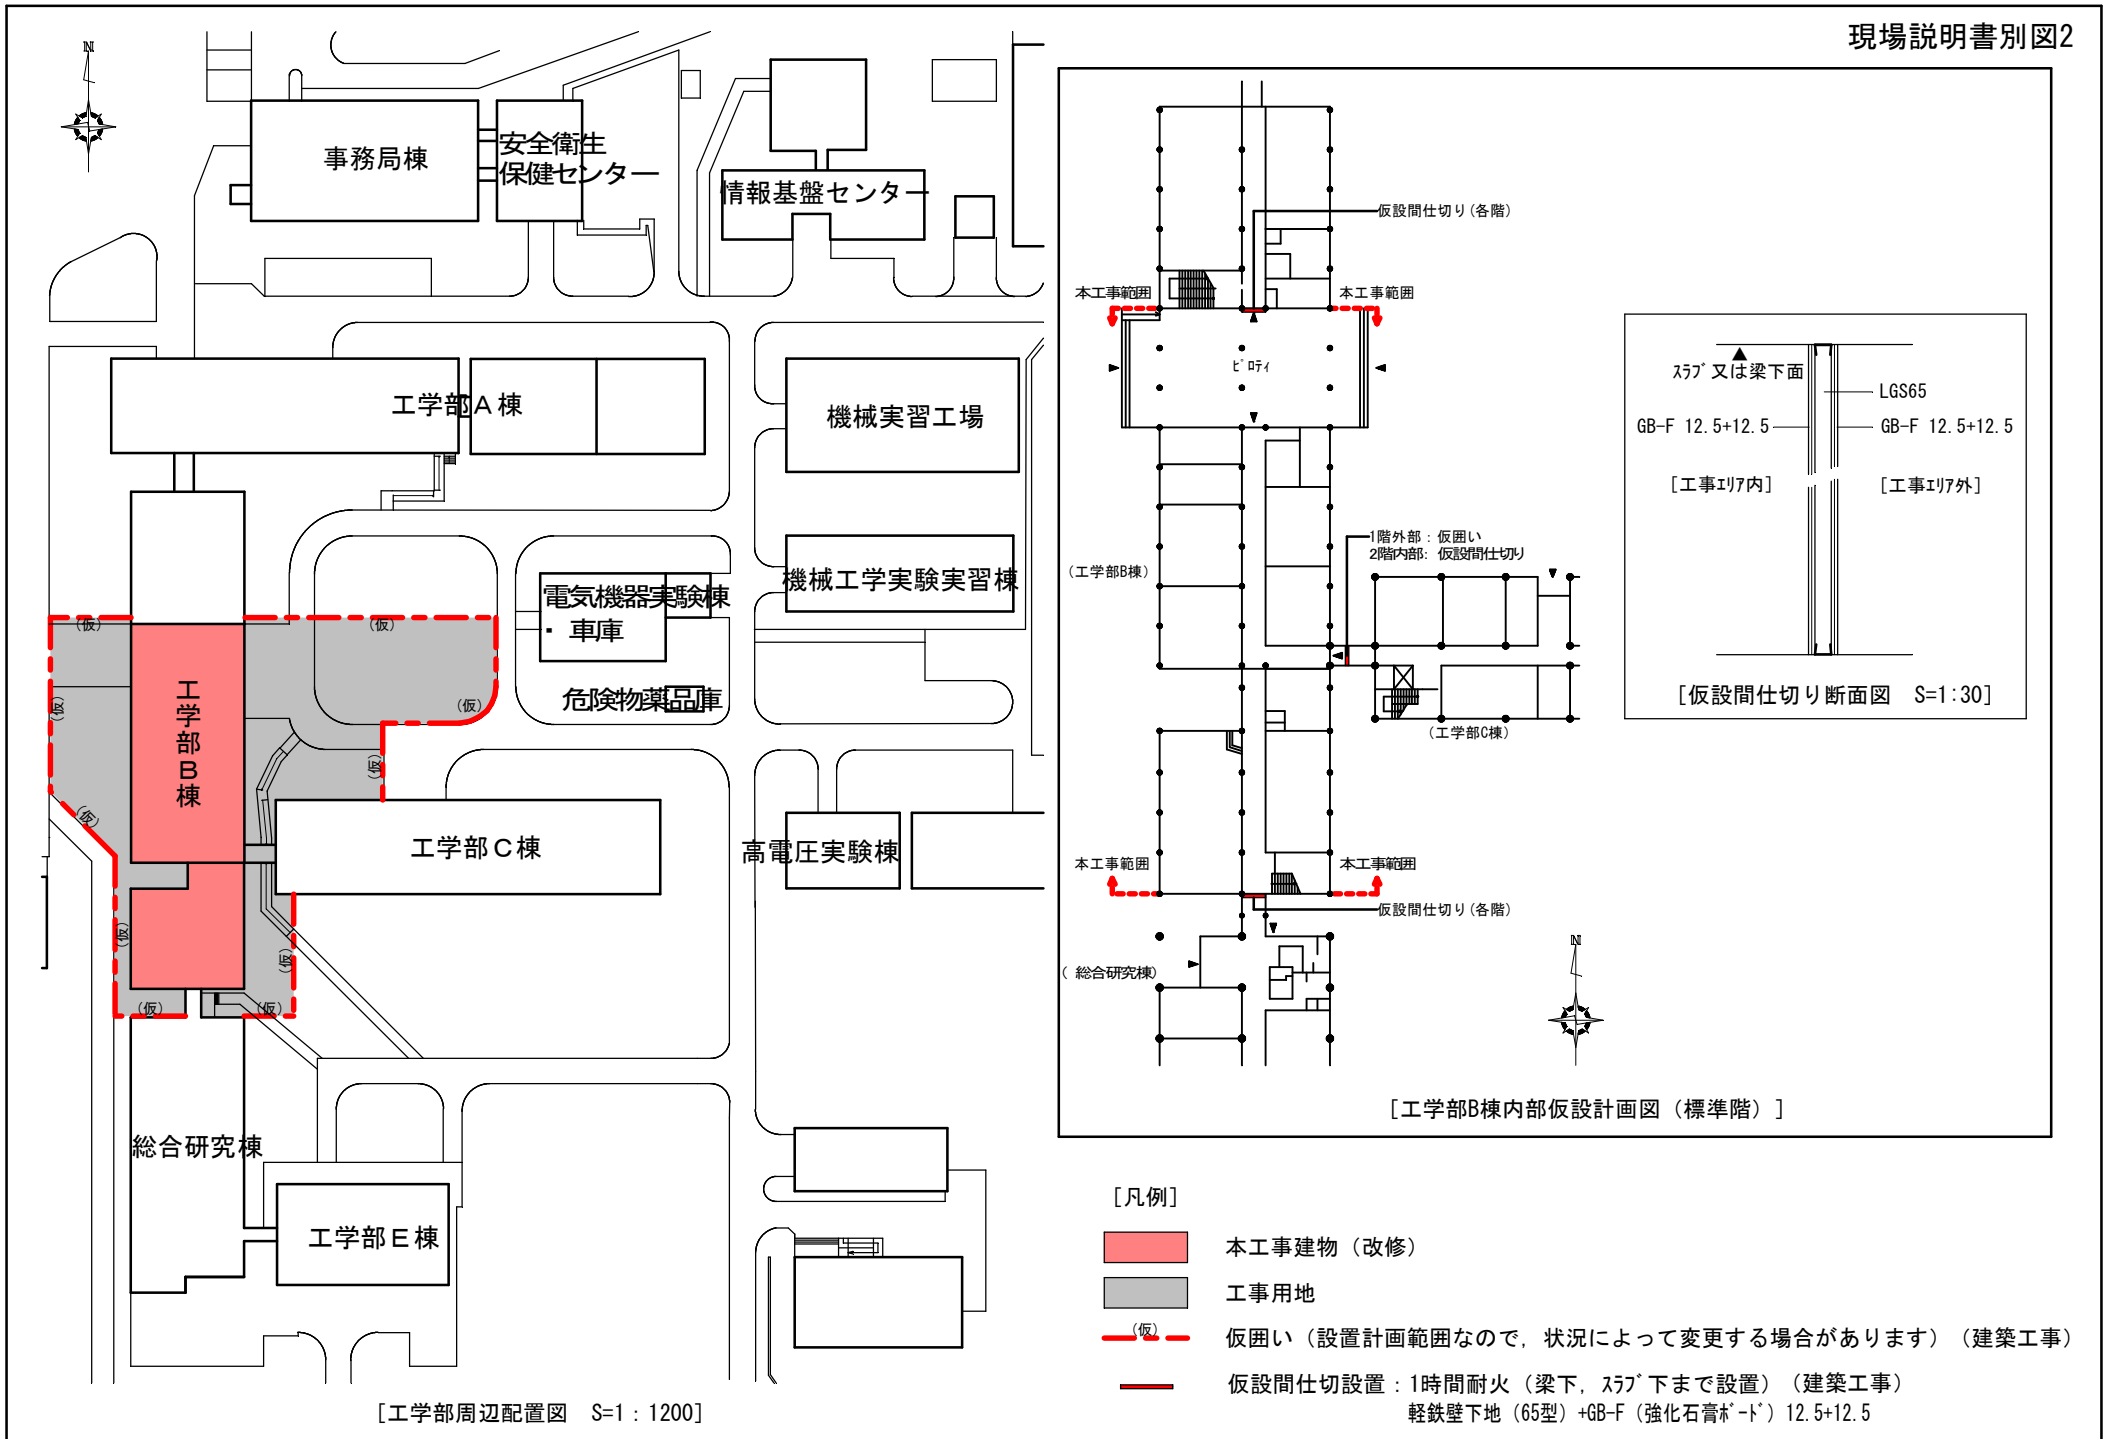 現場説明書別図2
N
事務局棟
安全衛生
保健センター
情報基盤センター
工学部A棟
機械実習工場
機械工学実験実習棟
電気機器実験棟
・ 車庫
危険物薬品庫
(仮)
(仮)
(仮)
(仮)
(仮)
(仮)
(仮)
(仮)
(仮)
(仮)
工学部B棟
工学部C棟
高電圧実験棟
総合研究棟
工学部E棟
[工学部周辺配置図 S=1：1200]
仮設間仕切り(各階)
本工事範囲
本工事範囲
ﾋﾟﾛﾃｨ
1階外部：仮囲い
2階内部: 仮設間仕切り
(工学部B棟)
(工学部C棟)
本工事範囲
本工事範囲
仮設間仕切り(各階)
( 総合研究棟)
N
[工学部B棟内部仮設計画図（標準階）]
ｽﾗﾌﾞ又は梁下面
LGS65
GB-F 12.5+12.5
GB-F 12.5+12.5
[工事ｴﾘｱ内]
[工事ｴﾘｱ外]
[仮設間仕切り断面図 S=1:30]
[凡例]
本工事建物（改修）
工事用地
(仮)
仮囲い（設置計画範囲なので，状況によって変更する場合があります）（建築工事）
仮設間仕切設置：1時間耐火（梁下，ｽﾗﾌﾞ下まで設置）（建築工事）
軽鉄壁下地（65型）+GB-F（強化石膏ﾎﾞｰﾄﾞ）12.5+12.5